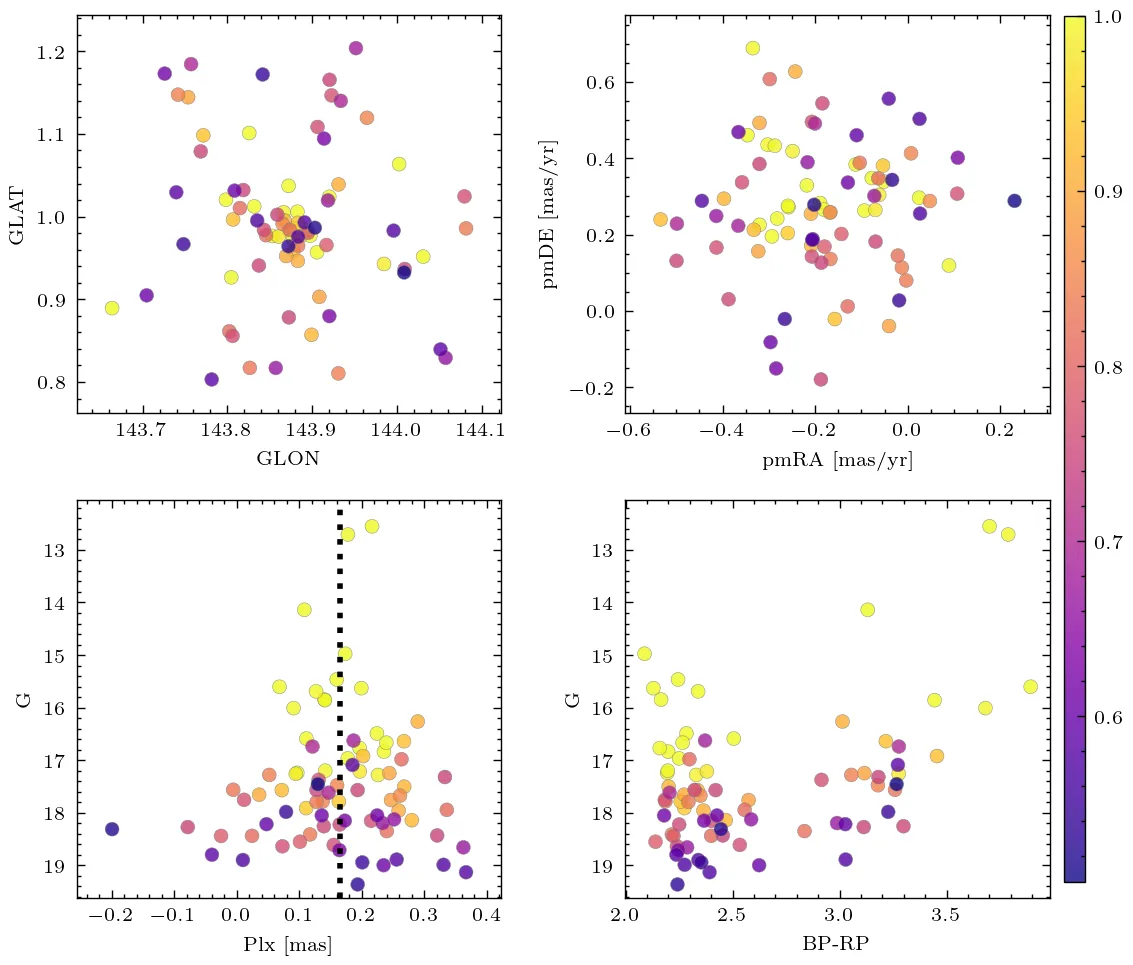 1.2
1.1
1.0
0.9
0.8
GLAT
143.7 143.8 143.9 144.0 144.1
GLON
0.6
0.4
0.2
0.0
−0.2
pmDE [mas/yr]
−0.6 −0.4 −0.2 0.0 0.2
pmRA [mas/yr]
1.0
0.9
0.8
0.7
0.6
13
14
15
16
17
18
19
G
−0.2 −0.1 0.0 0.1 0.2 0.3 0.4
Plx [mas]
13
14
15
16
17
18
19
G
2.0 2.5 3.0 3.5
BP-RP